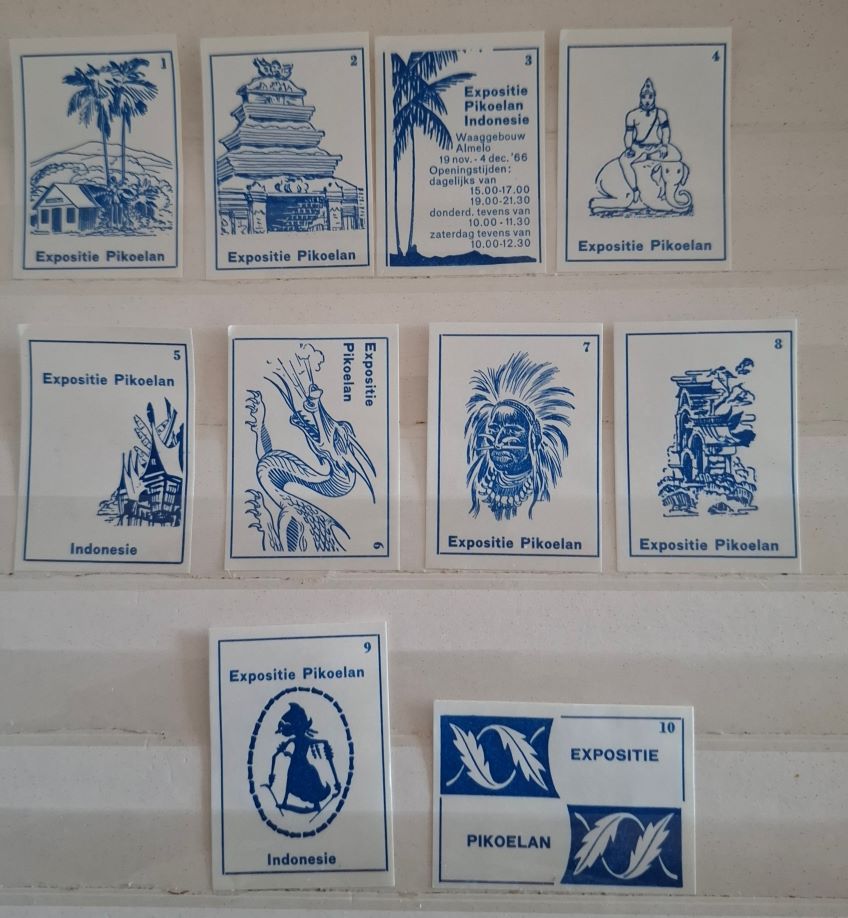 1
Expositie Pikoelan
2
Expositie Pikoelan
3
Expositie
Pikoelan
Indonesie
Waaggebouw
Almelo
19 nov. - 4 dec. '66
Openingstijden:
dagelijks van
15.00-17.00
19.00-21.30
donderd. tevens van
10.00 - 11.30
zaterdag tevens van
10.00-12.30
4
Expositie Pikoelan
5
Expositie Pikoelan
Indonesie
Expositie
Pikoelan
6
7
Expositie Pikoelan
8
Expositie Pikoelan
9
Expositie Pikoelan
Indonesie
10
EXPOSITIE
PIKOELAN